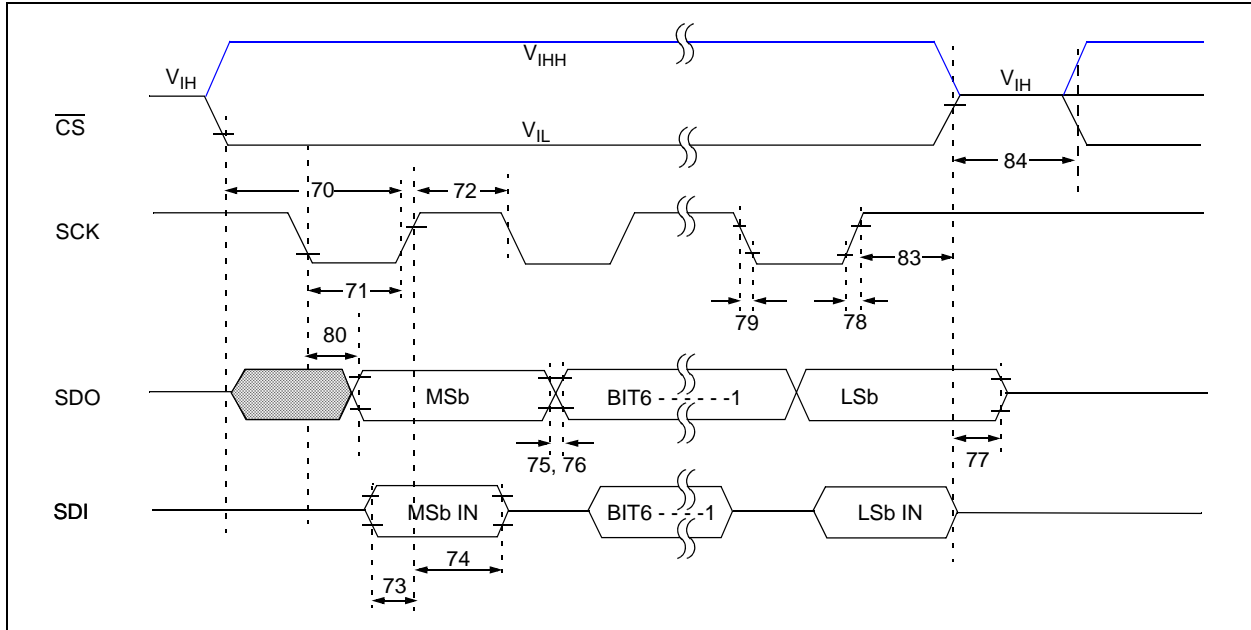 VIHH
VIH
VIH
CS
VIL
84
70
72
SCK
83
71
79
78
80
SDO
MSb
BIT6 - - - - - - -1
LSb
75, 76
77
SDI
MSb IN
BIT6 - - - - -1
LSb IN
74
73